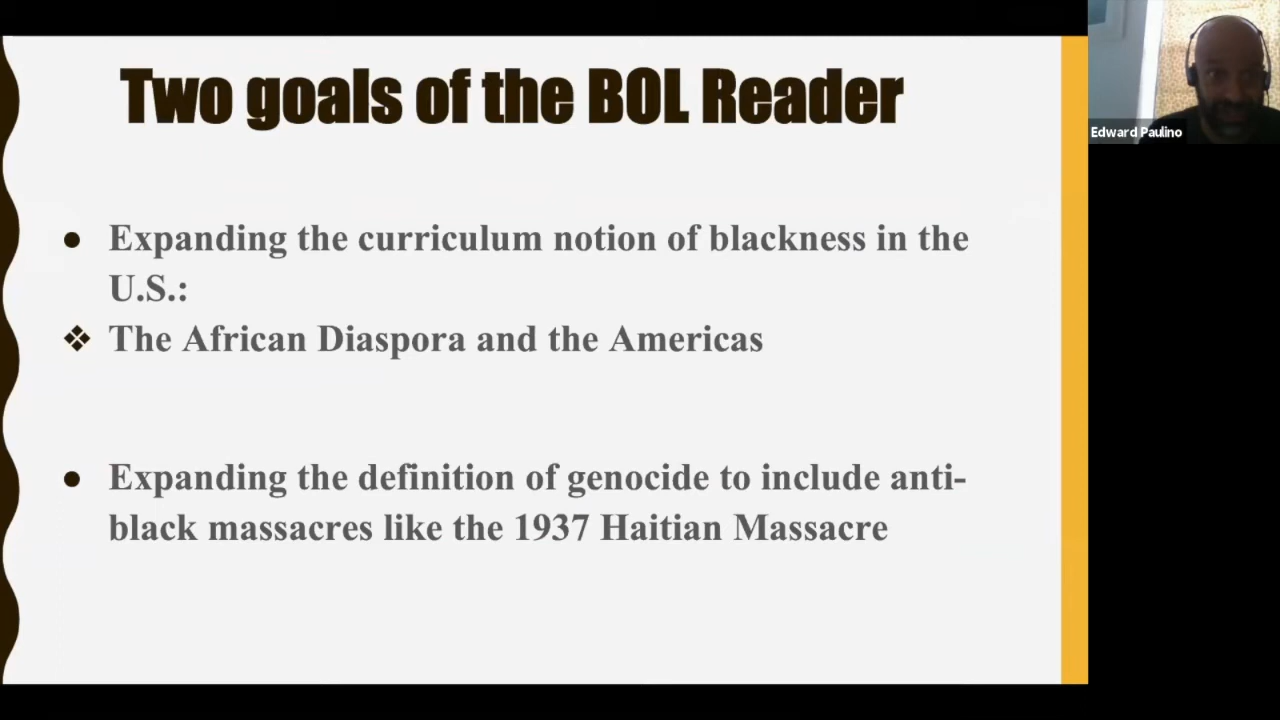 Two goals of the BOL Reader
Edward Paulino
● Expanding the curriculum notion of blackness in the
U.S.:
❖ The African Diaspora and the Americas
● Expanding the definition of genocide to include anti-
black massacres like the 1937 Haitian Massacre